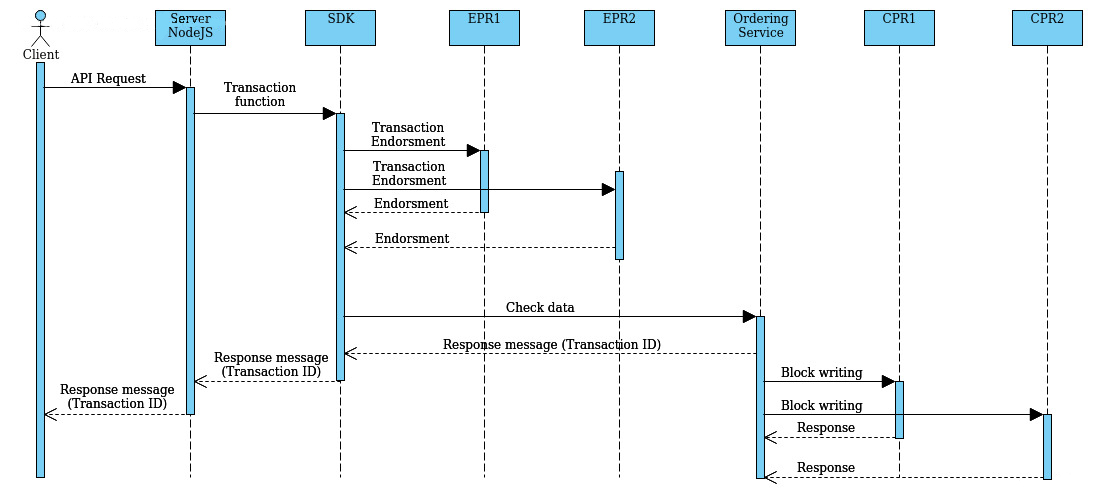 Server
NodeJS
SDK
EPR1
EPR2
Ordering
Service
CPR1
CPR2
Client
API Request
Transaction
function
Transaction
Endorsment
Transaction
Endorsment
Endorsment
Endorsment
Check data
Response message (Transaction ID)
Response message
(Transaction ID)
Block writing
Response message
(Transaction ID)
Block writing
Response
Response